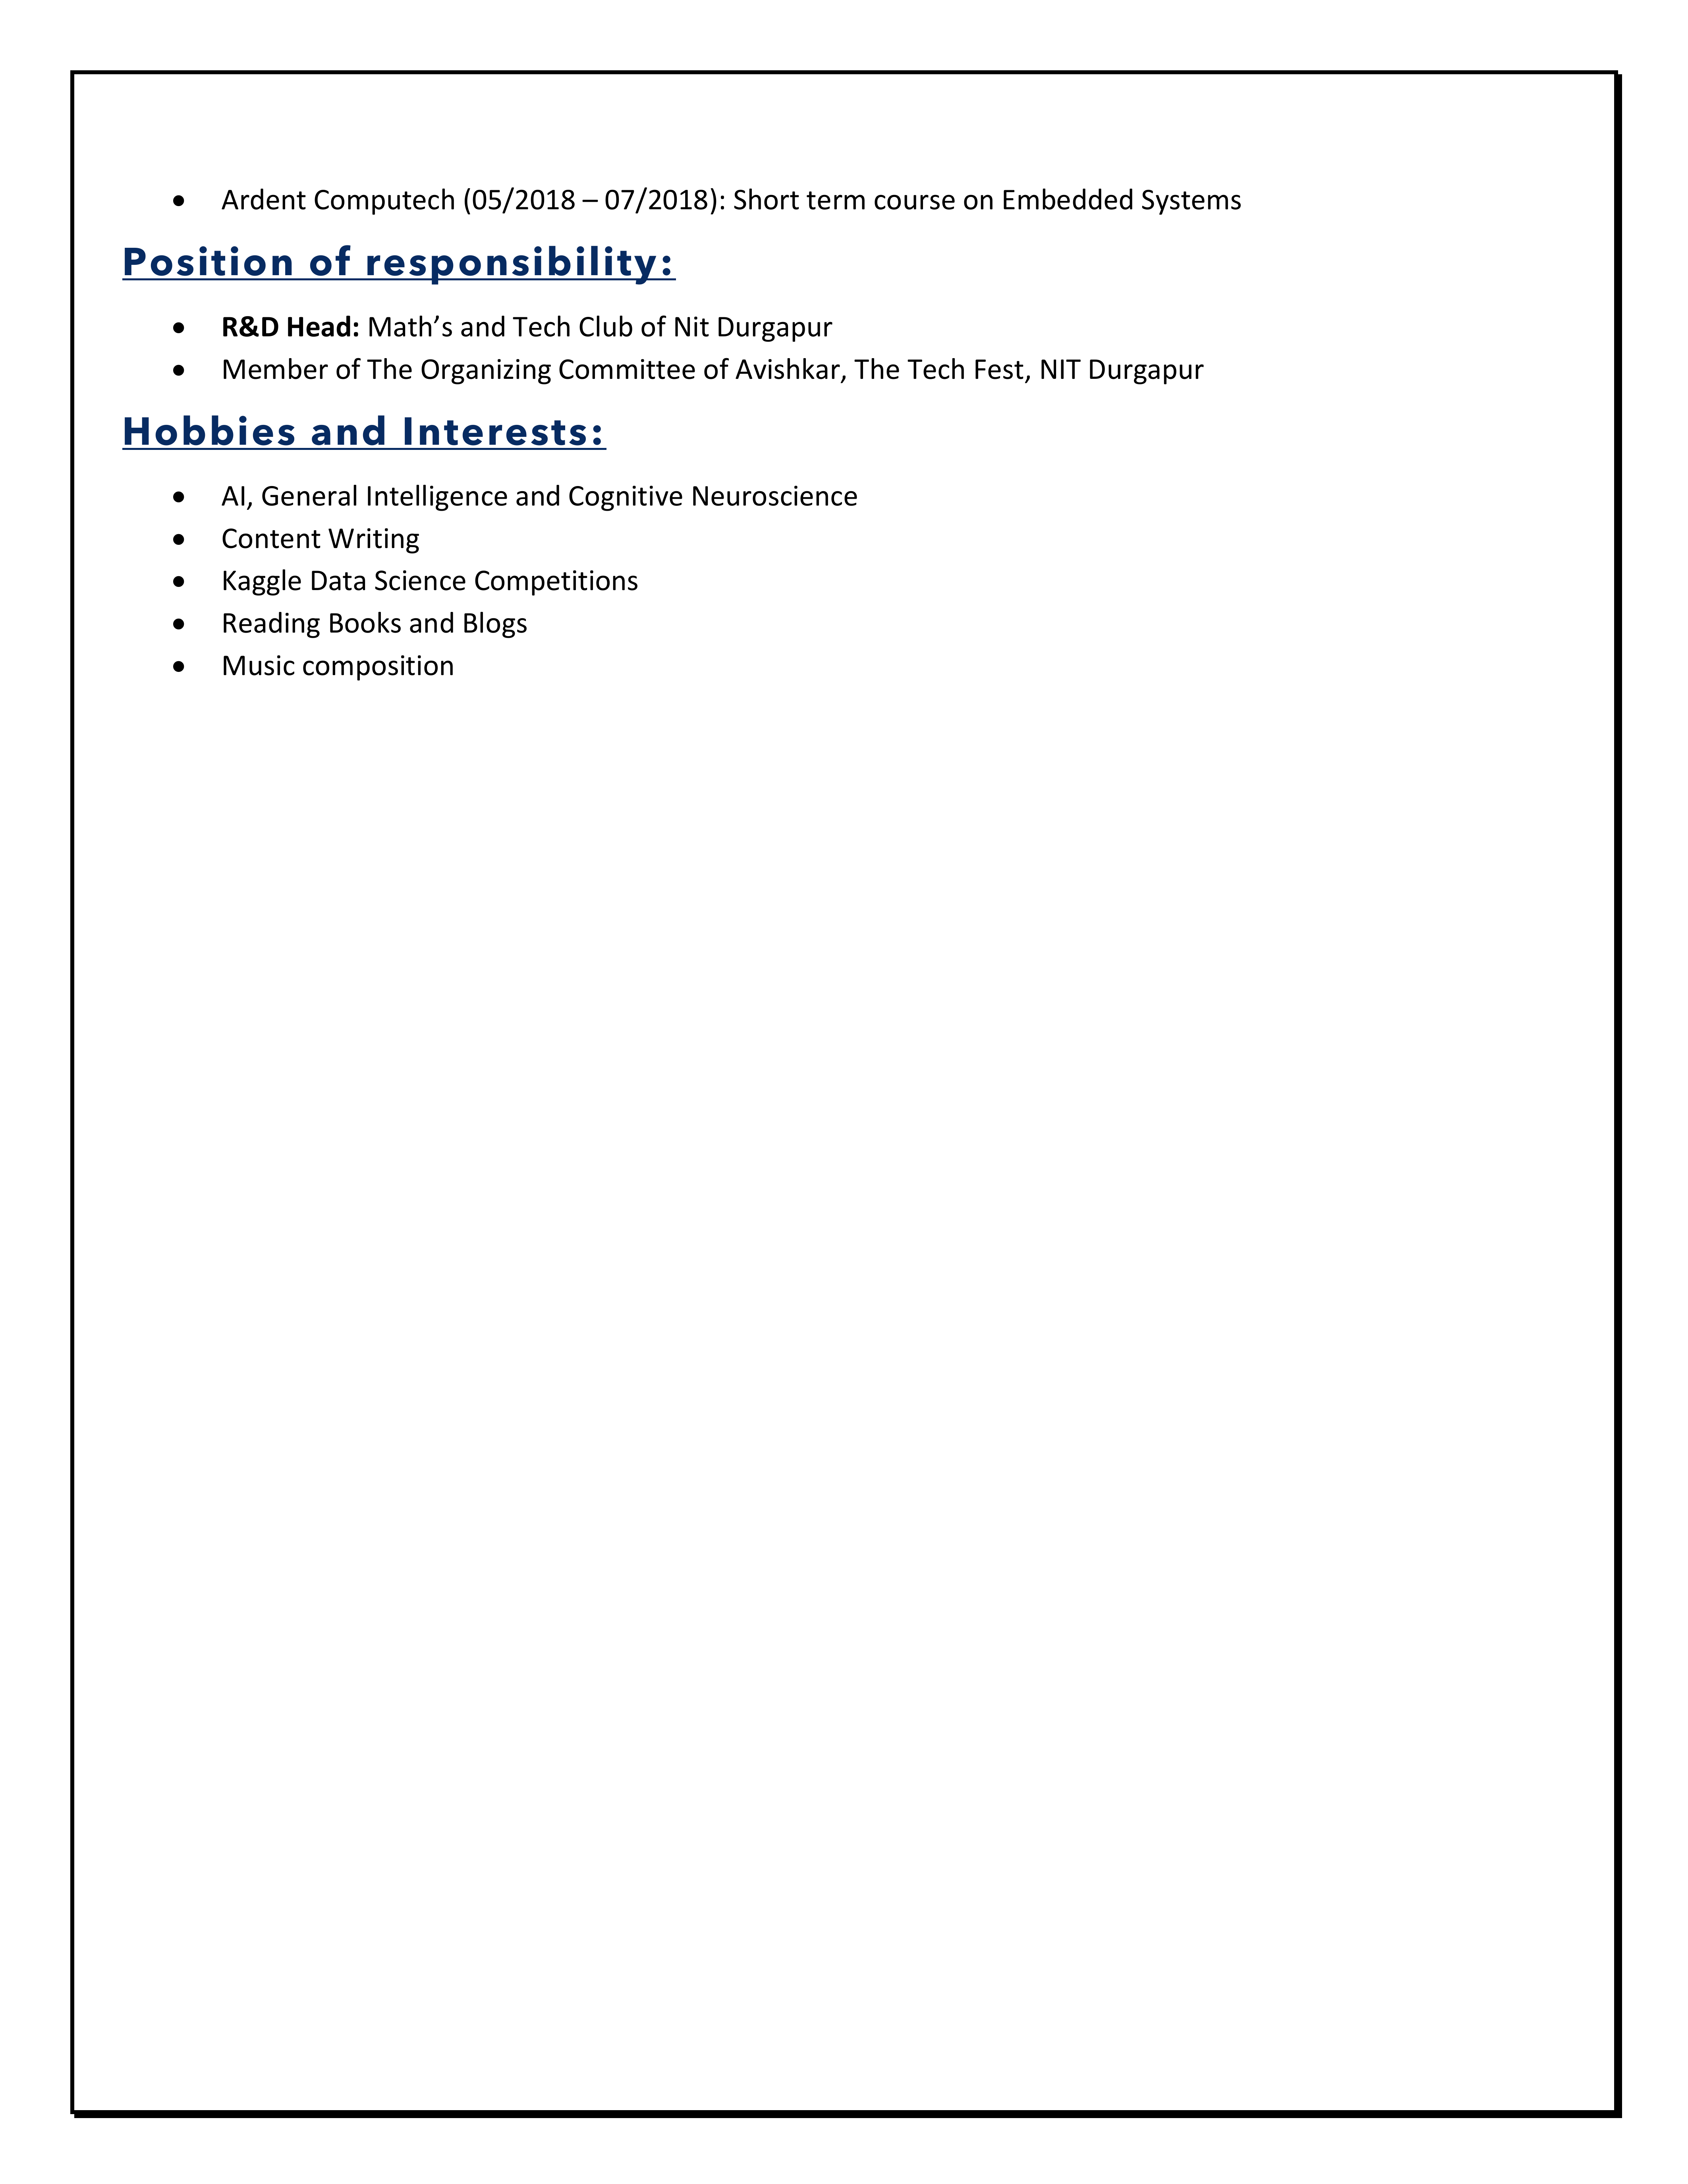 • Ardent Computech (05/2018 – 07/2018): Short term course on Embedded Systems
Position of responsibility:
• R&D Head: Math’s and Tech Club of Nit Durgapur
• Member of The Organizing Committee of Avishkar, The Tech Fest, NIT Durgapur
Hobbies and Interests:
• AI, General Intelligence and Cognitive Neuroscience
• Content Writing
• Kaggle Data Science Competitions
• Reading Books and Blogs
• Music composition